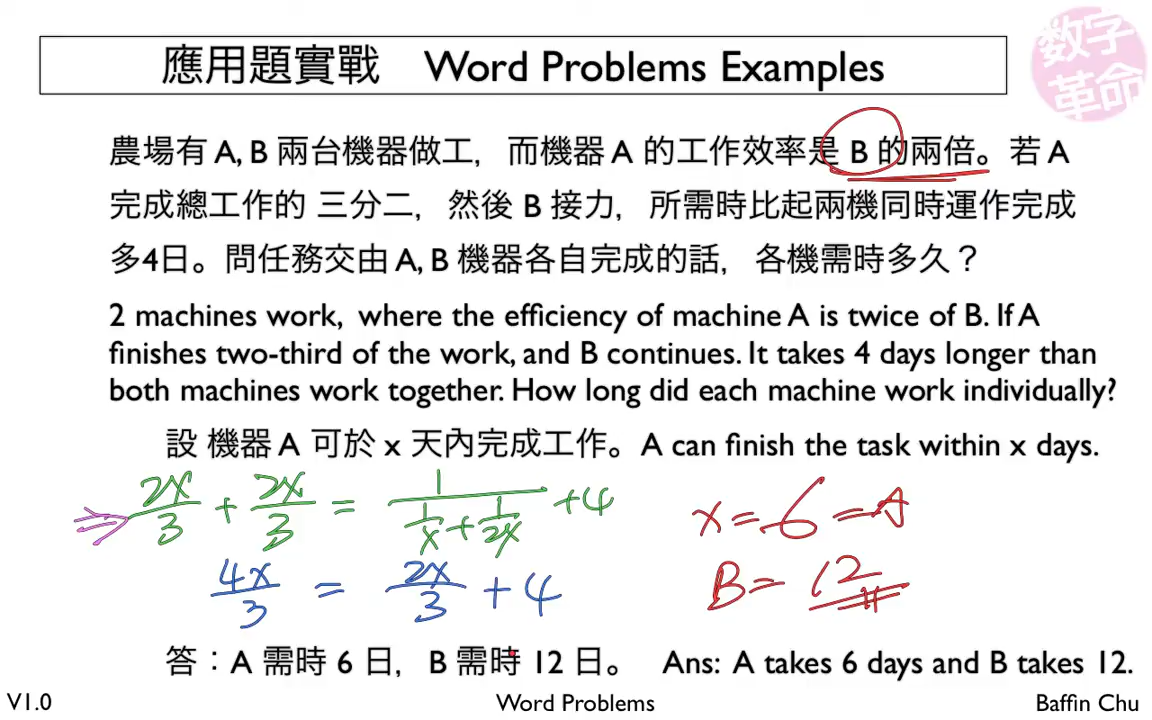 應用題實戰 Word Problems Examples
数字
革命
農場有 A, B 兩台機器做工，而機器 A 的工作效率是 B 的兩倍。若 A
完成總工作的 三分二，然後 B 接力，所需時比起兩機同時運作完成
多4日。問任務交由 A, B 機器各自完成的話，各機需時多久？
2 machines work, where the efficiency of machine A is twice of B. If A
finishes two-third of the work, and B continues. It takes 4 days longer than
both machines work together. How long did each machine work individually?
設 機器 A 可於 x 天內完成工作。A can finish the task within x days.
⇒ 2x/3 + 2x/3 = 1/(1/x + 1/2x) + 4
x = 6 = A
4x/3 = 2x/3 + 4
B = 12
答：A 需時 6 日，B 需時 12 日。 Ans: A takes 6 days and B takes 12.
V1.0 Word Problems Baffin Chu